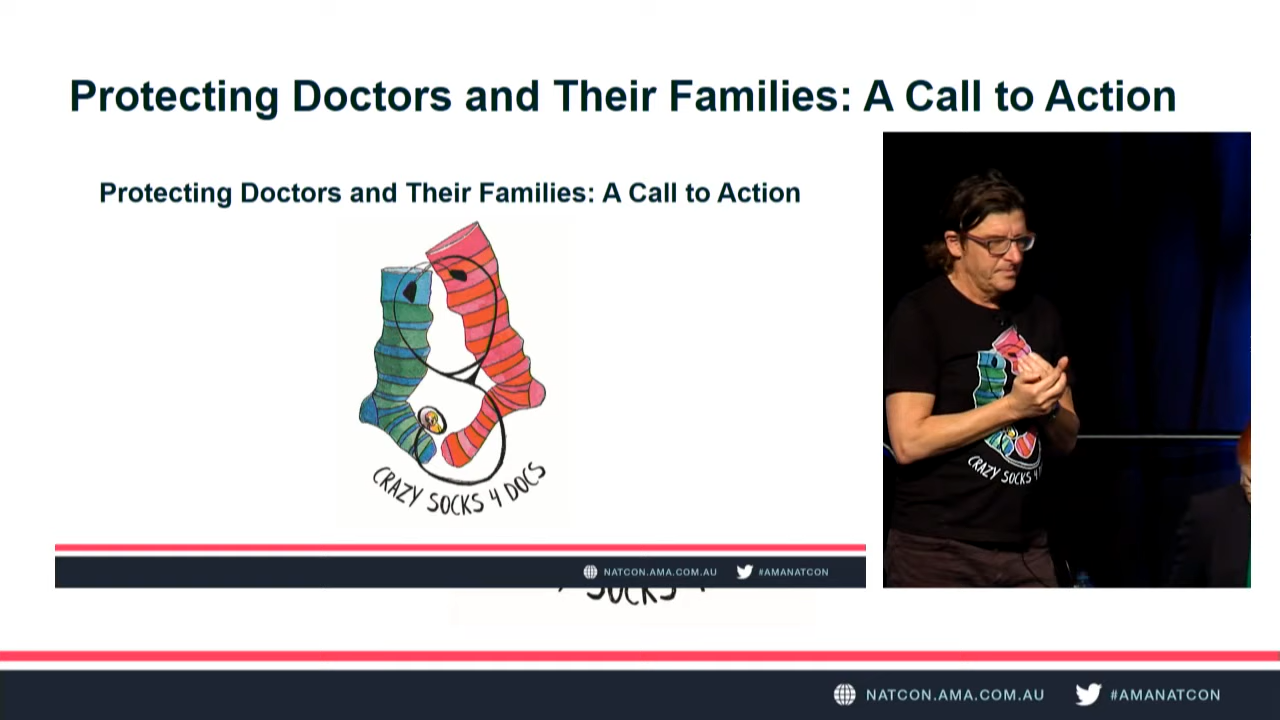 Protecting Doctors and Their Families: A Call to Action
Protecting Doctors and Their Families: A Call to Action
CRAZY SOCKS 4 DOCS
CRAZY SOCKS 4
NATCON.AMA.COM.AU #AMANATCON
SOCKS
NATCON.AMA.COM.AU #AMANATCON